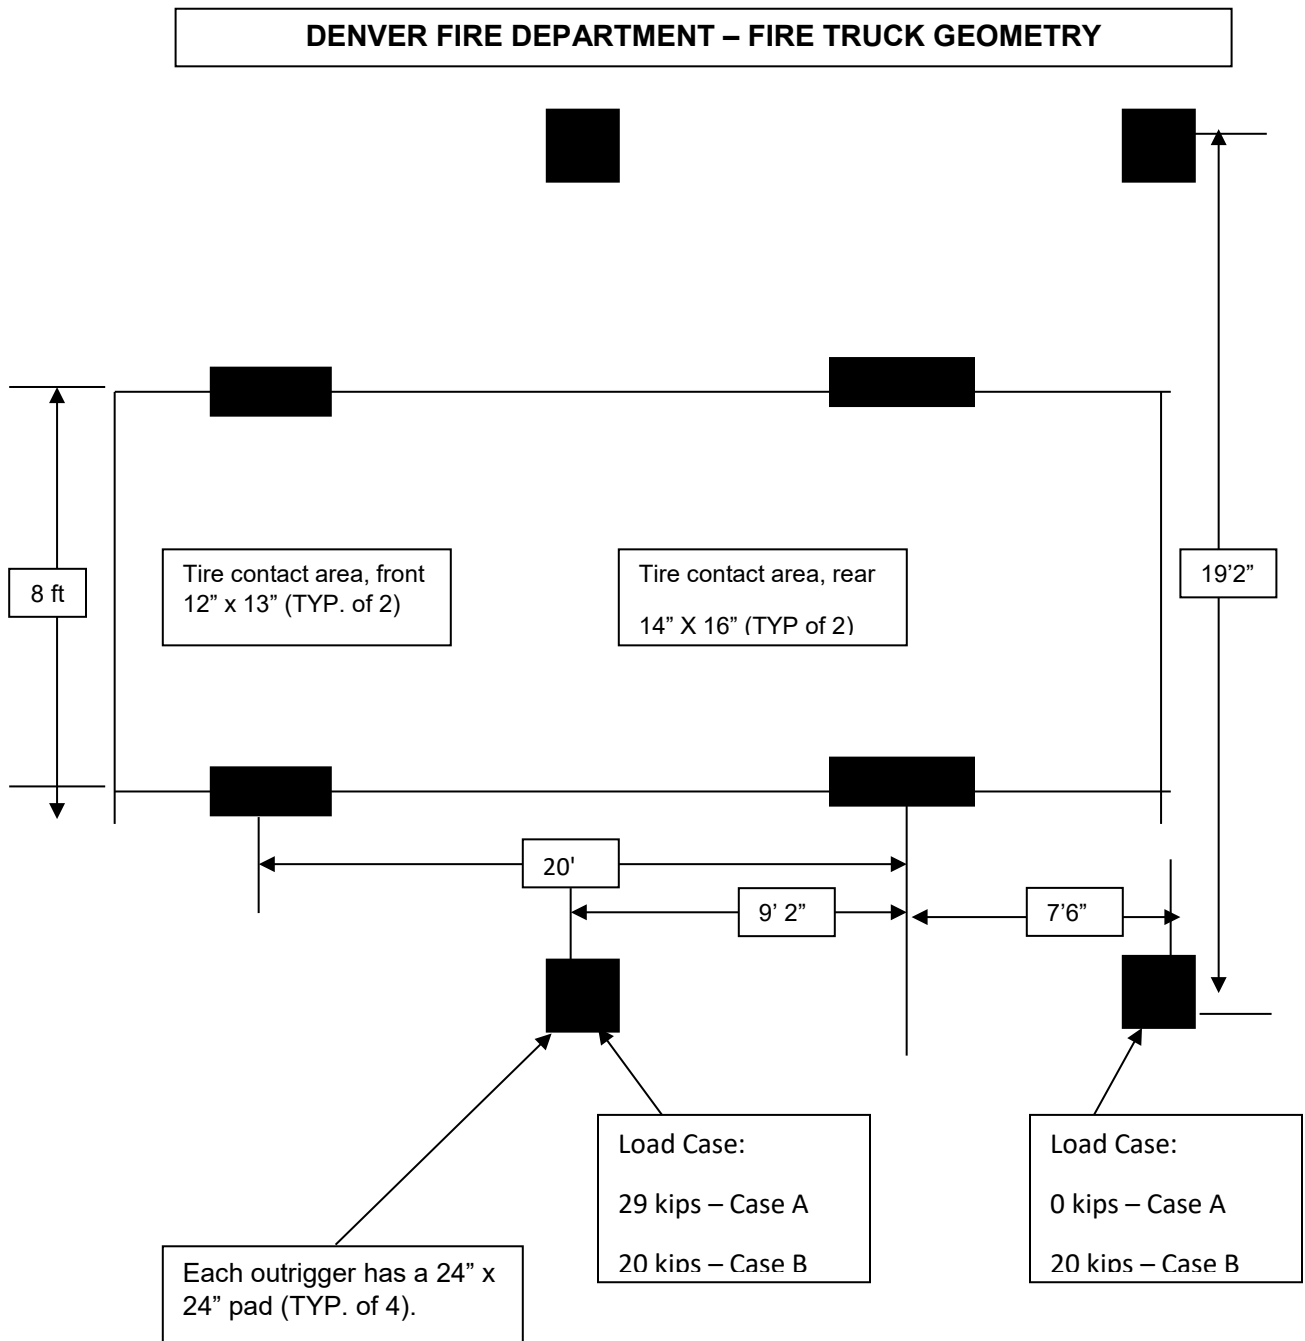 DENVER FIRE DEPARTMENT – FIRE TRUCK GEOMETRY
8 ft
Tire contact area, front
12” x 13” (TYP. of 2)
Tire contact area, rear
14” X 16” (TYP of 2)
19’2”
20'
9’ 2”
7’6”
Load Case:
29 kips – Case A
20 kips – Case B
Load Case:
0 kips – Case A
20 kips – Case B
Each outrigger has a 24” x
24” pad (TYP. of 4).